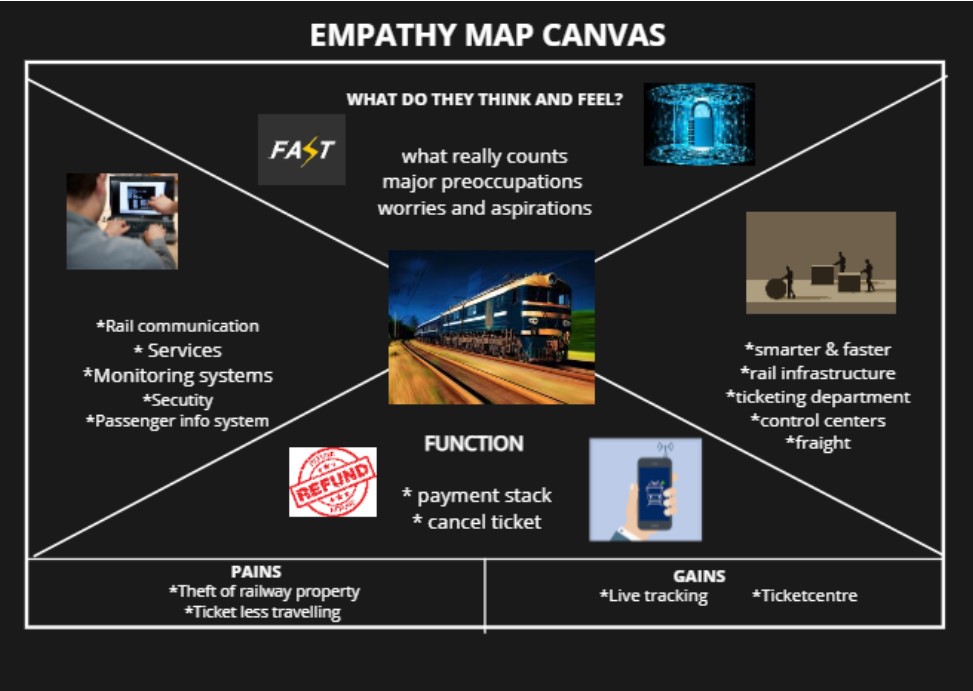 EMPATHY MAP CANVAS
WHAT DO THEY THINK AND FEEL?
FAST
what really counts
major preoccupations
worries and aspirations
*Rail communication
* Services
*Monitoring systems
*Secutity
*Passenger info system
*smarter & faster
*rail infrastructure
*ticketing department
*control centers
*fraight
FUNCTION
REFUND
* payment stack
* cancel ticket
PAINS
*Theft of railway property
*Ticket less travelling
GAINS
*Live tracking *Ticketcentre